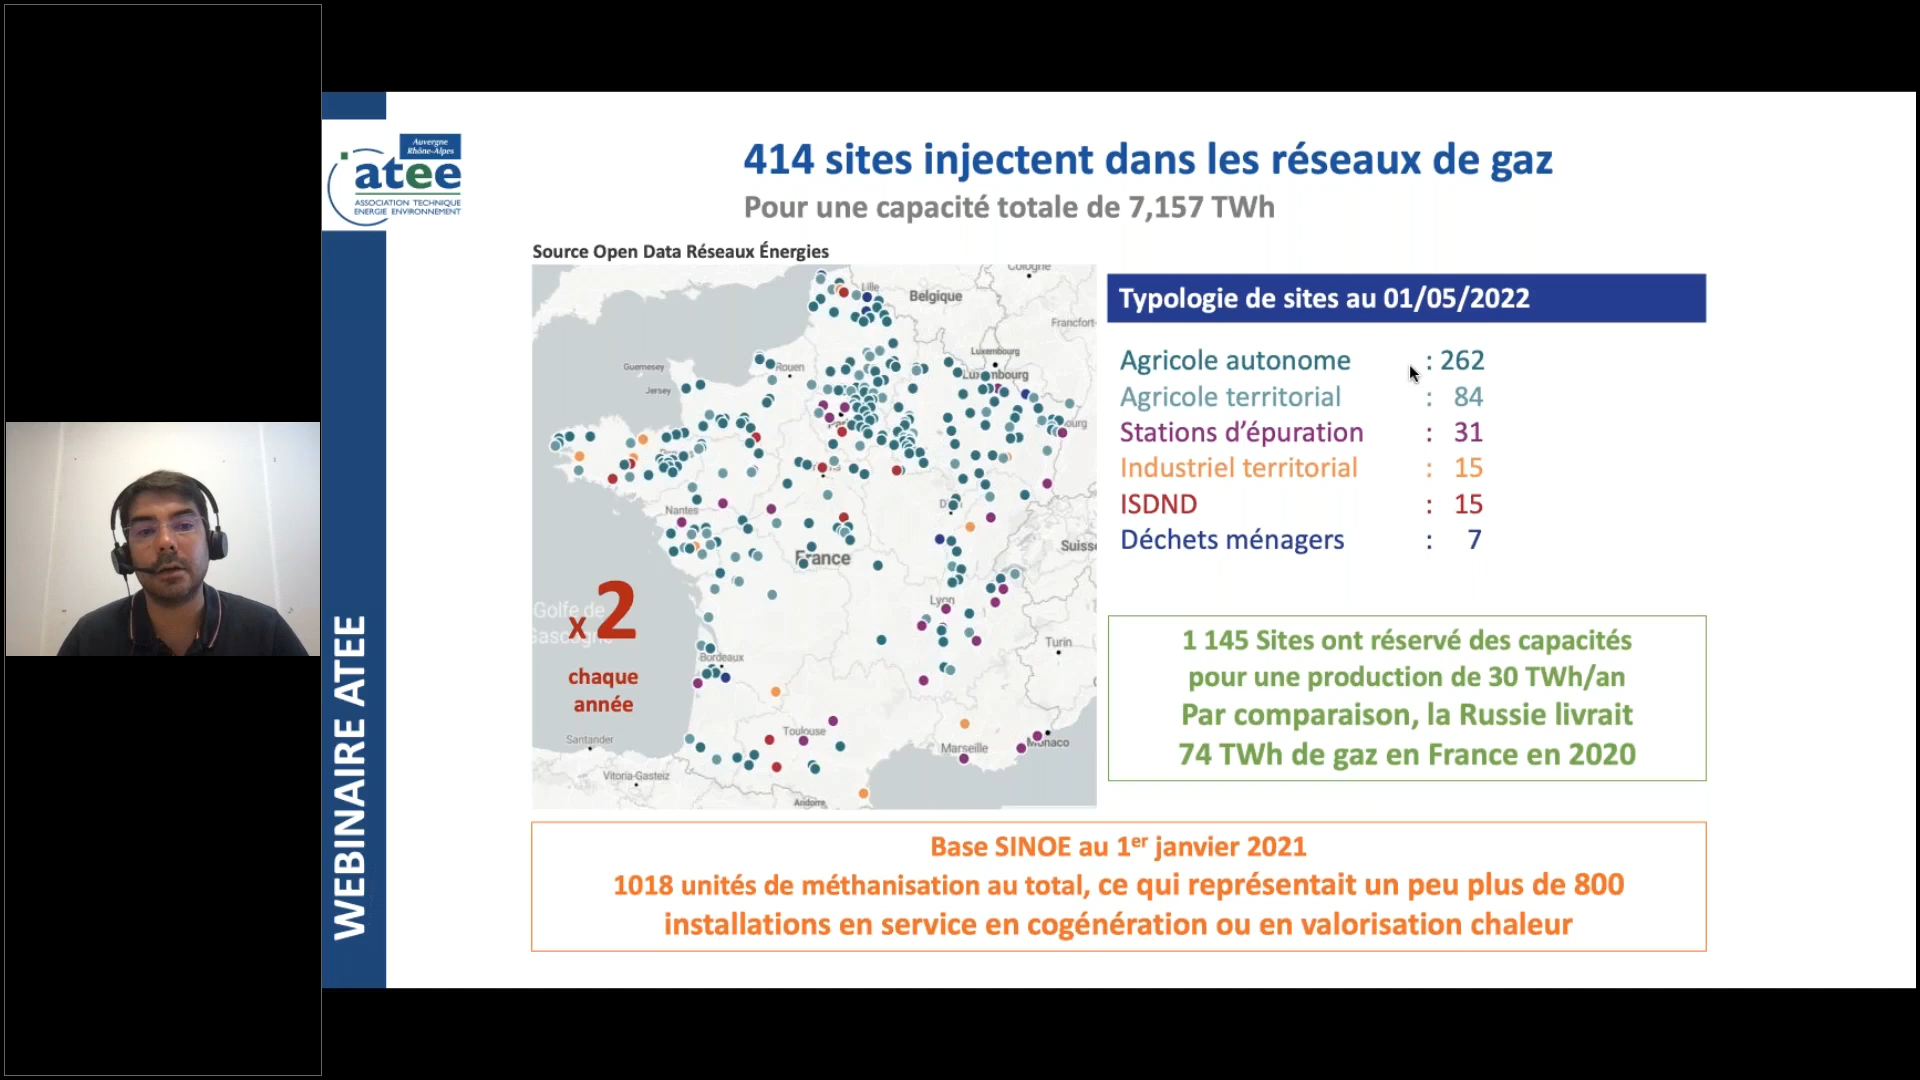 Auvergne
Rhône-Alpes
atee
ASSOCIATION TECHNIQUE
ENERGIE ENVIRONNEMENT
WEBINAIRE ATEE
414 sites injectent dans les réseaux de gaz
Pour une capacité totale de 7,157 TWh
Source Open Data Réseaux Énergies
Cologne
Lille
Belgique
Francfort-
Guernesey
Rouen
Luxembourg
Luxembourg
Jersey
ourg
Nantes
D
France
Suisse
Lyon
Golfe de
Gascogne
x 2
chaque
année
Turin
Bordeaux
Toulouse
Santander
Marseille
Monaco
Vitoria-Gasteiz
Andorre
Typologie de sites au 01/05/2022
Agricole autonome : 262
Agricole territorial : 84
Stations d'épuration : 31
Industriel territorial : 15
ISDND : 15
Déchets ménagers : 7
1 145 Sites ont réservé des capacités
pour une production de 30 TWh/an
Par comparaison, la Russie livrait
74 TWh de gaz en France en 2020
Base SINOE au 1er janvier 2021
1018 unités de méthanisation au total, ce qui représentait un peu plus de 800
installations en service en cogénération ou en valorisation chaleur